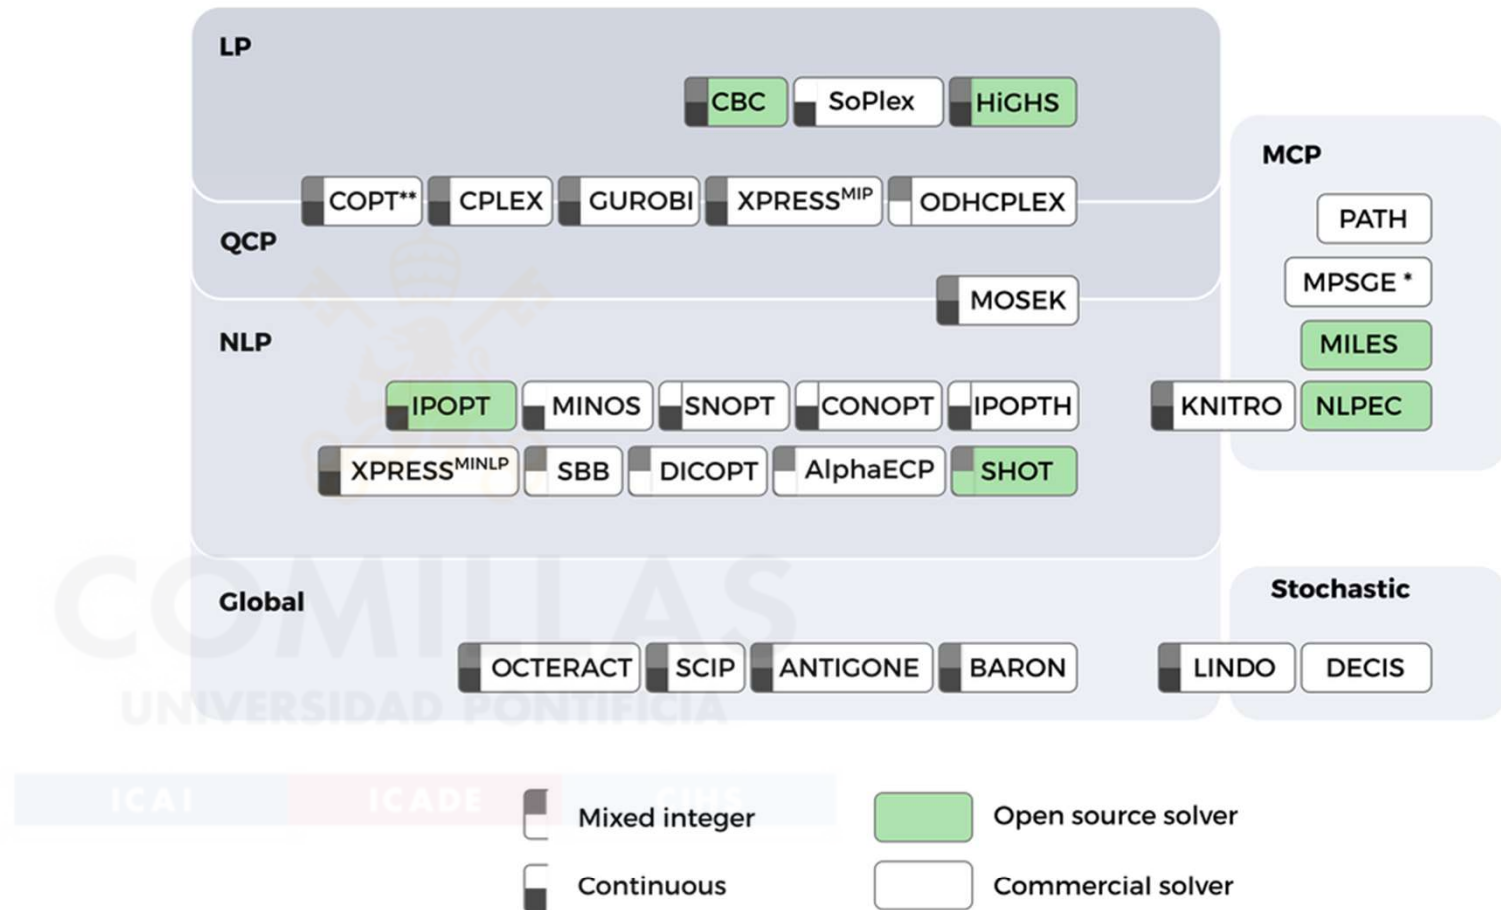 LP
CBC SoPlex HiGHS
MCP
COPT** CPLEX GUROBI XPRESSMIP ODHCPLEX
PATH
QCP
MPSGE *
MOSEK
NLP
MILES
IPOPT MINOS SNOPT CONOPT IPOPTH KNITRO NLPEC
XPRESSMINLP SBB DICOPT AlphaECP SHOT
Global
Stochastic
COMILLAS
OCTERACT SCIP ANTIGONE BARON LINDO DECIS
UNIVERSIDAD PONTIFICIA
ICAI ICADE CIHS
Mixed integer Open source solver
Continuous Commercial solver